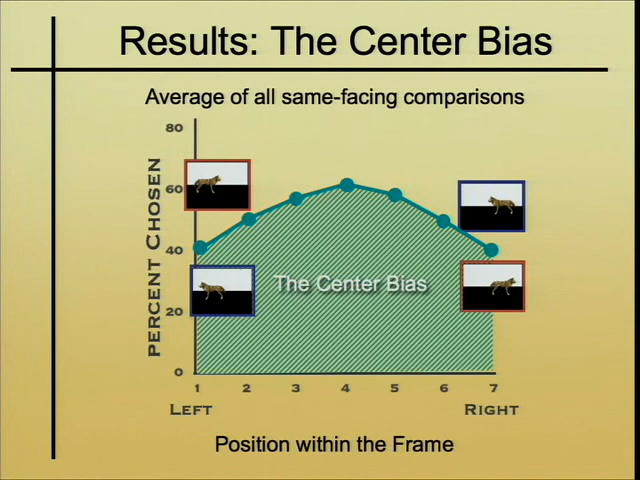 Results: The Center Bias
Average of all same-facing comparisons
80
60
40
20
0
PERCENT CHOSEN
The Center Bias
1 2 3 4 5 6 7
LEFT RIGHT
Position within the Frame